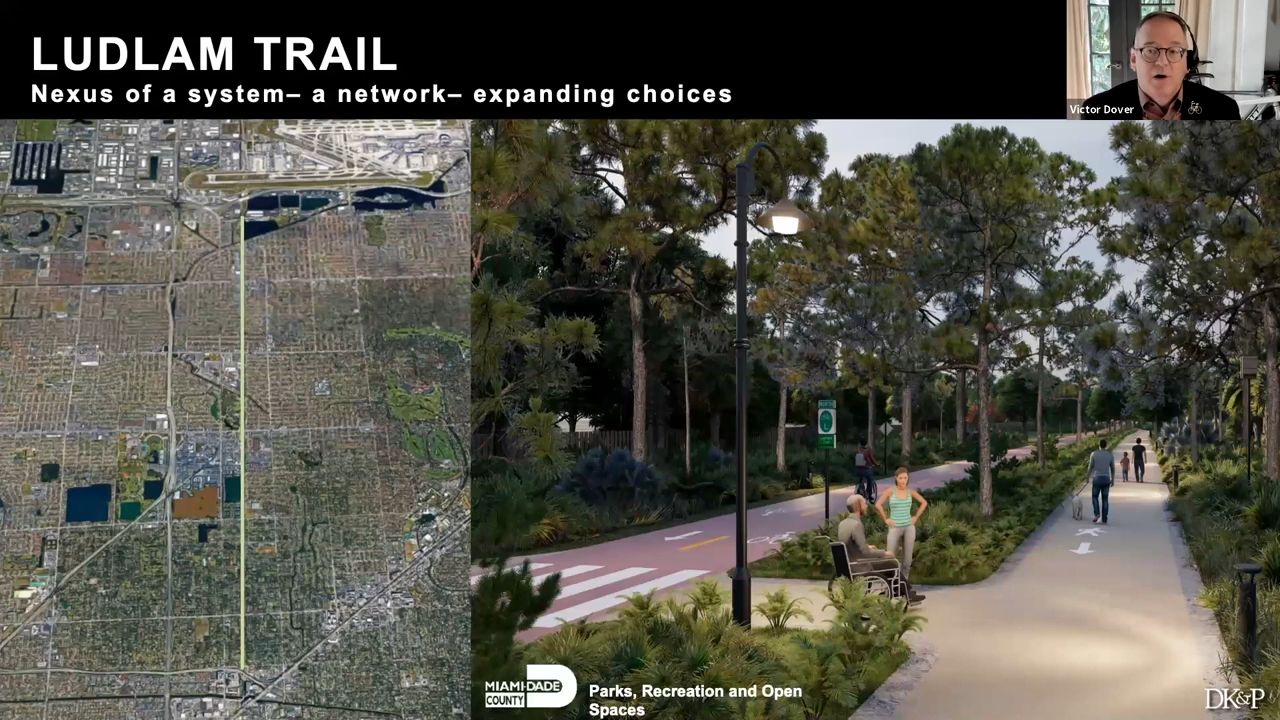 LUDLAM TRAIL
Nexus of a system– a network– expanding choices
Victor Dover
MIAMI-DADE
COUNTY
Parks, Recreation and Open
Spaces
DK&P